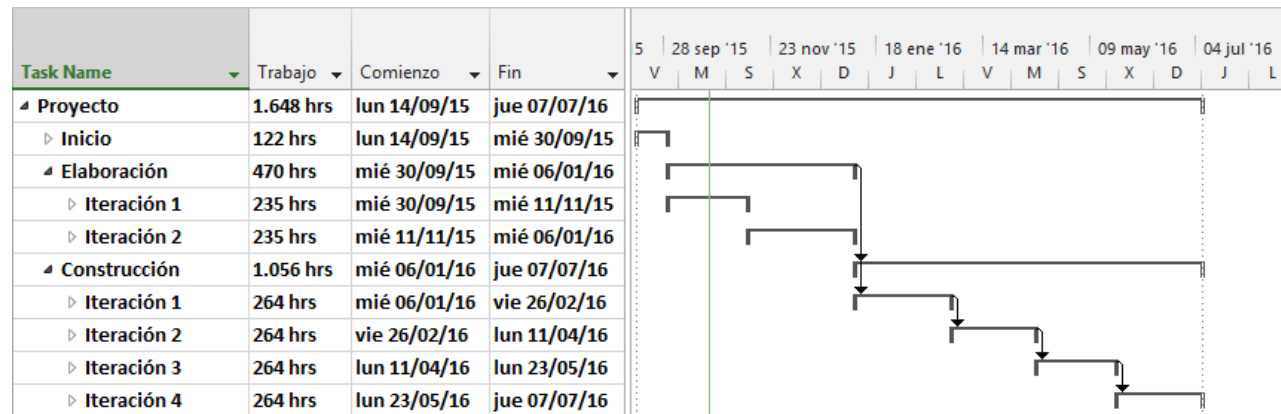 5 28 sep '15 23 nov '15 18 ene '16 14 mar '16 09 may '16 04 jul '16
Task Name Trabajo Comienzo Fin V M S X D J L V M S X D J L
Proyecto 1.648 hrs lun 14/09/15 jue 07/07/16
Inicio 122 hrs lun 14/09/15 mié 30/09/15
Elaboración 470 hrs mié 30/09/15 mié 06/01/16
Iteración 1 235 hrs mié 30/09/15 mié 11/11/15
Iteración 2 235 hrs mié 11/11/15 mié 06/01/16
Construcción 1.056 hrs mié 06/01/16 jue 07/07/16
Iteración 1 264 hrs mié 06/01/16 vie 26/02/16
Iteración 2 264 hrs vie 26/02/16 lun 11/04/16
Iteración 3 264 hrs lun 11/04/16 lun 23/05/16
Iteración 4 264 hrs lun 23/05/16 jue 07/07/16